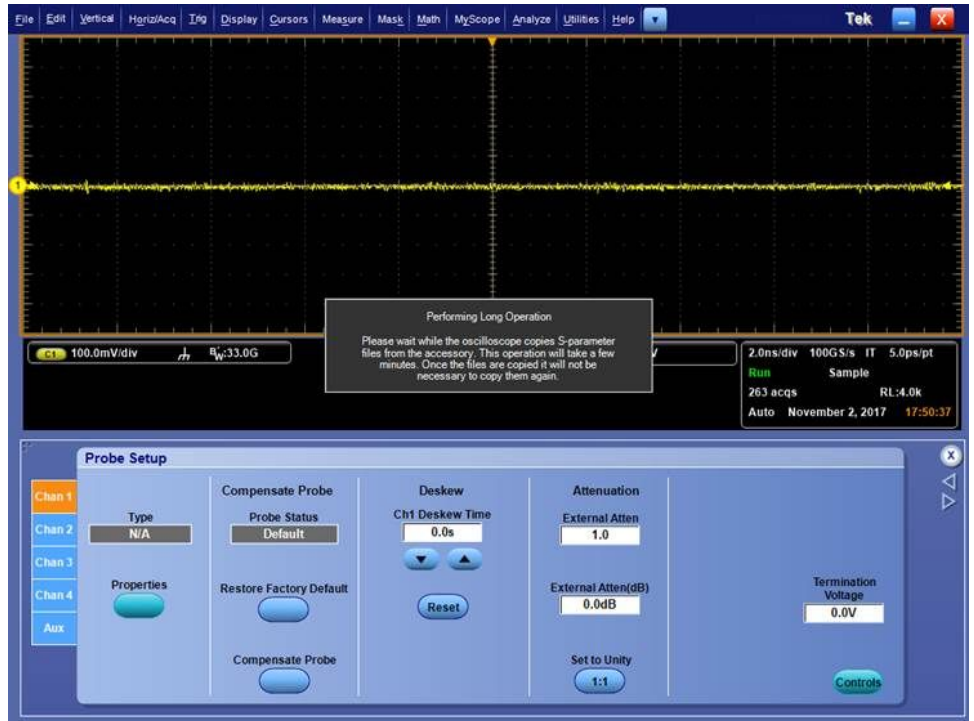 File Edit Vertical Horiz/Acq Trig Display Cursors Measure Mask Math MyScope Analyze Utilities Help Tek X
1
Performing Long Operation
Please wait while the oscilloscope copies S-parameter
files from the accessory. This operation will take a few
minutes. Once the files are copied it will not be
necessary to copy them again.
C1 100.0mV/div BW:33.0G V
2.0ns/div 100GS/s IT 5.0ps/pt
Run Sample
263 acqs RL:4.0k
Auto November 2, 2017 17:50:37
Probe Setup X
Chan 1
Chan 2
Chan 3
Chan 4
Aux
Type
N/A
Properties
Compensate Probe
Probe Status
Default
Restore Factory Default
Compensate Probe
Deskew
Ch1 Deskew Time
0.0s
Reset
Attenuation
External Atten
1.0
External Atten(dB)
0.0dB
Set to Unity
1:1
Termination
Voltage
0.0V
Controls